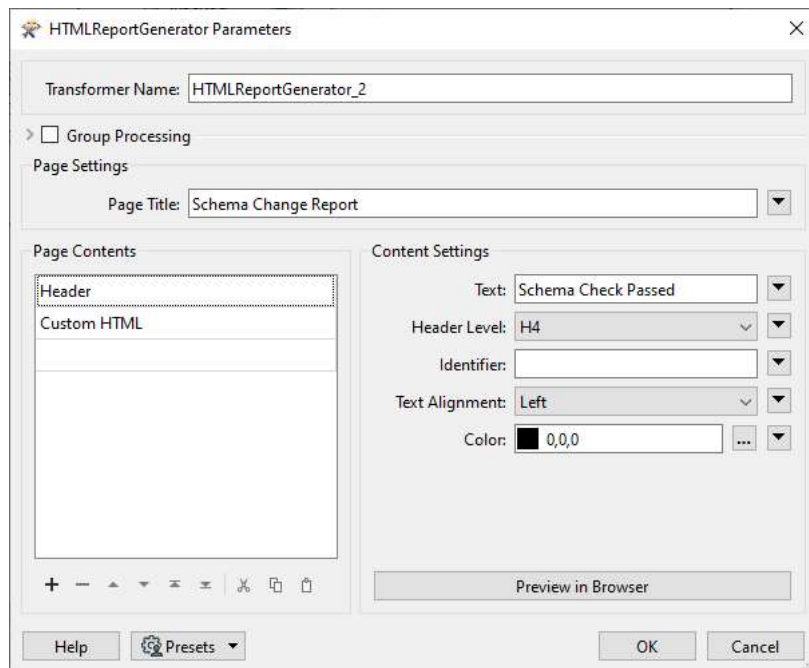 HTMLReportGenerator Parameters
Transformer Name: HTMLReportGenerator_2
Group Processing
Page Settings
Page Title: Schema Change Report
Page Contents
Header
Custom HTML
Content Settings
Text: Schema Check Passed
Header Level: H4
Identifier:
Text Alignment: Left
Color: 0,0,0
...
Preview in Browser
Help
Presets
OK
Cancel